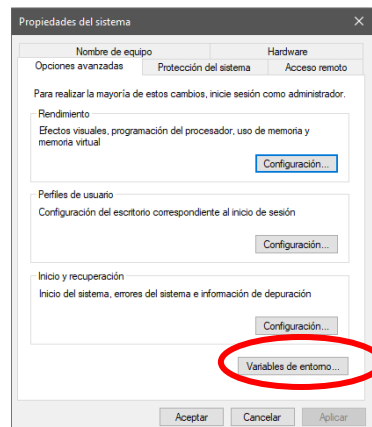 Propiedades del sistema
Nombre de equipo Hardware
Opciones avanzadas Protección del sistema Acceso remoto
Para realizar la mayoría de estos cambios, inicie sesión como administrador.
Rendimiento
Efectos visuales, programación del procesador, uso de memoria y
memoria virtual
Configuración...
Perfiles de usuario
Configuración del escritorio correspondiente al inicio de sesión
Configuración...
Inicio y recuperación
Inicio del sistema, errores del sistema e información de depuración
Configuración...
Variables de entorno...
Aceptar Cancelar Aplicar